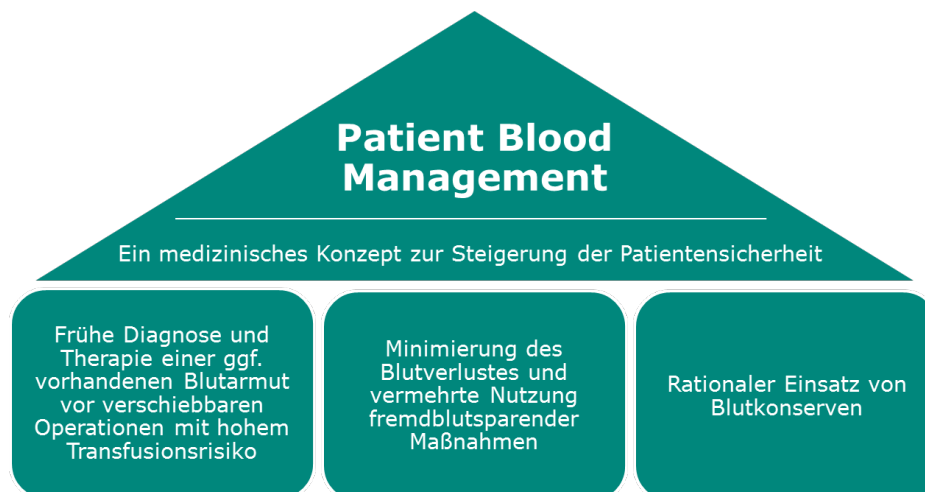 Patient Blood
Management
Ein medizinisches Konzept zur Steigerung der Patientensicherheit
Frühe Diagnose und
Therapie einer ggf.
vorhandenen Blutarmut
vor verschiebbaren
Operationen mit hohem
Transfusionsrisiko
Minimierung des
Blutverlustes und
vermehrte Nutzung
fremdblutsparender
Maßnahmen
Rationaler Einsatz von
Blutkonserven